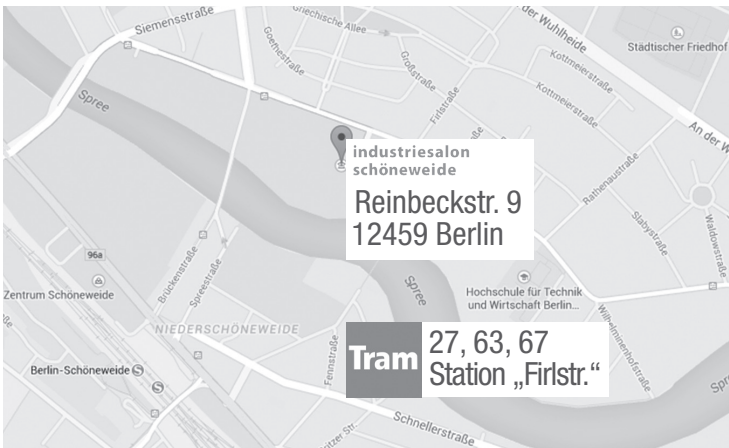 Siemensstraße
Griechische Allee
An der Wuhlheide
Goethestraße
Großstraße
Firlstraße
Kottmeierstraße
Kottmeierstraße
Städtischer Friedhof
Spree
An der W
industriesalon
schöneweide
Reinbeckstr. 9
12459 Berlin
Rathenaustraße
Slabystraße
Waldowstraße
96a
Zentrum Schöneweide
Brückenstraße
Spreestraße
Spree
Hochschule für Technik
und Wirtschaft Berlin...
Wilhelminenhofstraße
NIEDERSCHÖNEWEIDE
Berlin-Schöneweide
S
S
Fennstraße
Tram
27, 63, 67
Station „Firlstr.“
Spr
Schnellerstraße